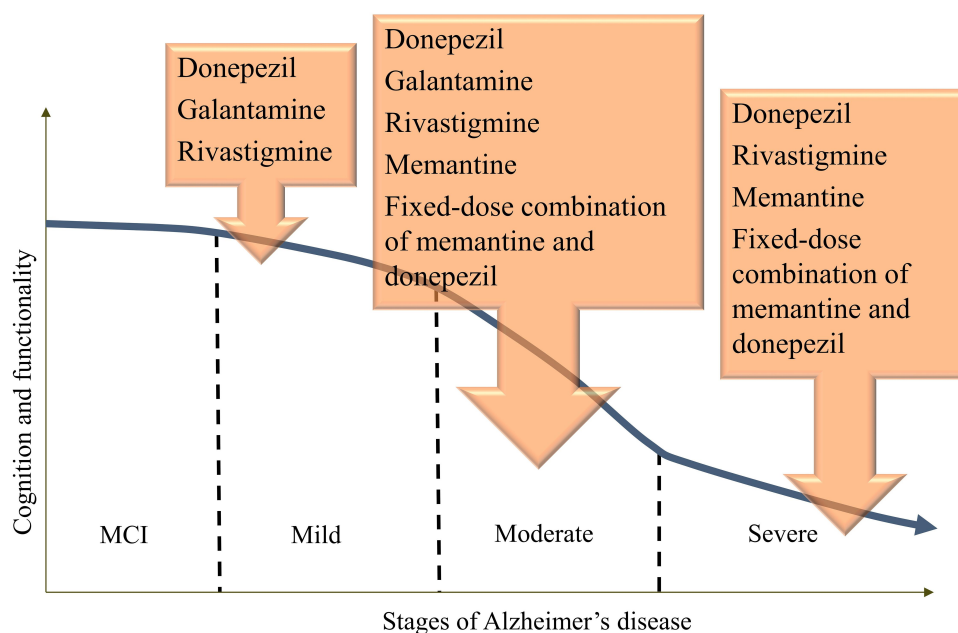 Donepezil
Galantamine
Rivastigmine
Donepezil
Galantamine
Rivastigmine
Memantine
Fixed-dose combination
of memantine and
donepezil
Donepezil
Rivastigmine
Memantine
Fixed-dose
combination of
memantine and
donepezil
Cognition and functionality
MCI
Mild
Moderate
Severe
Stages of Alzheimer’s disease